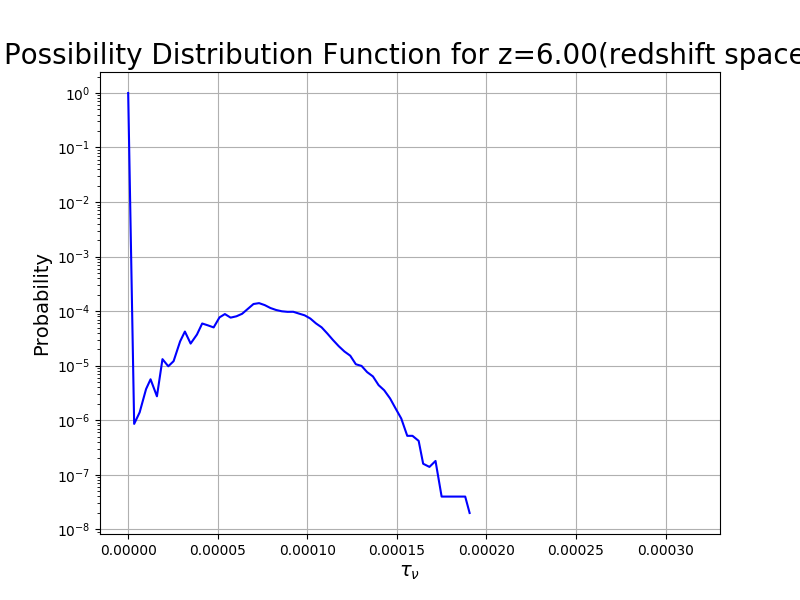 Possibility Distribution Function for z=6.00(redshift space
10⁰
10⁻¹
10⁻²
10⁻³
10⁻⁴
10⁻⁵
10⁻⁶
10⁻⁷
10⁻⁸
Probability
0.00000 0.00005 0.00010 0.00015 0.00020 0.00025 0.00030
τν